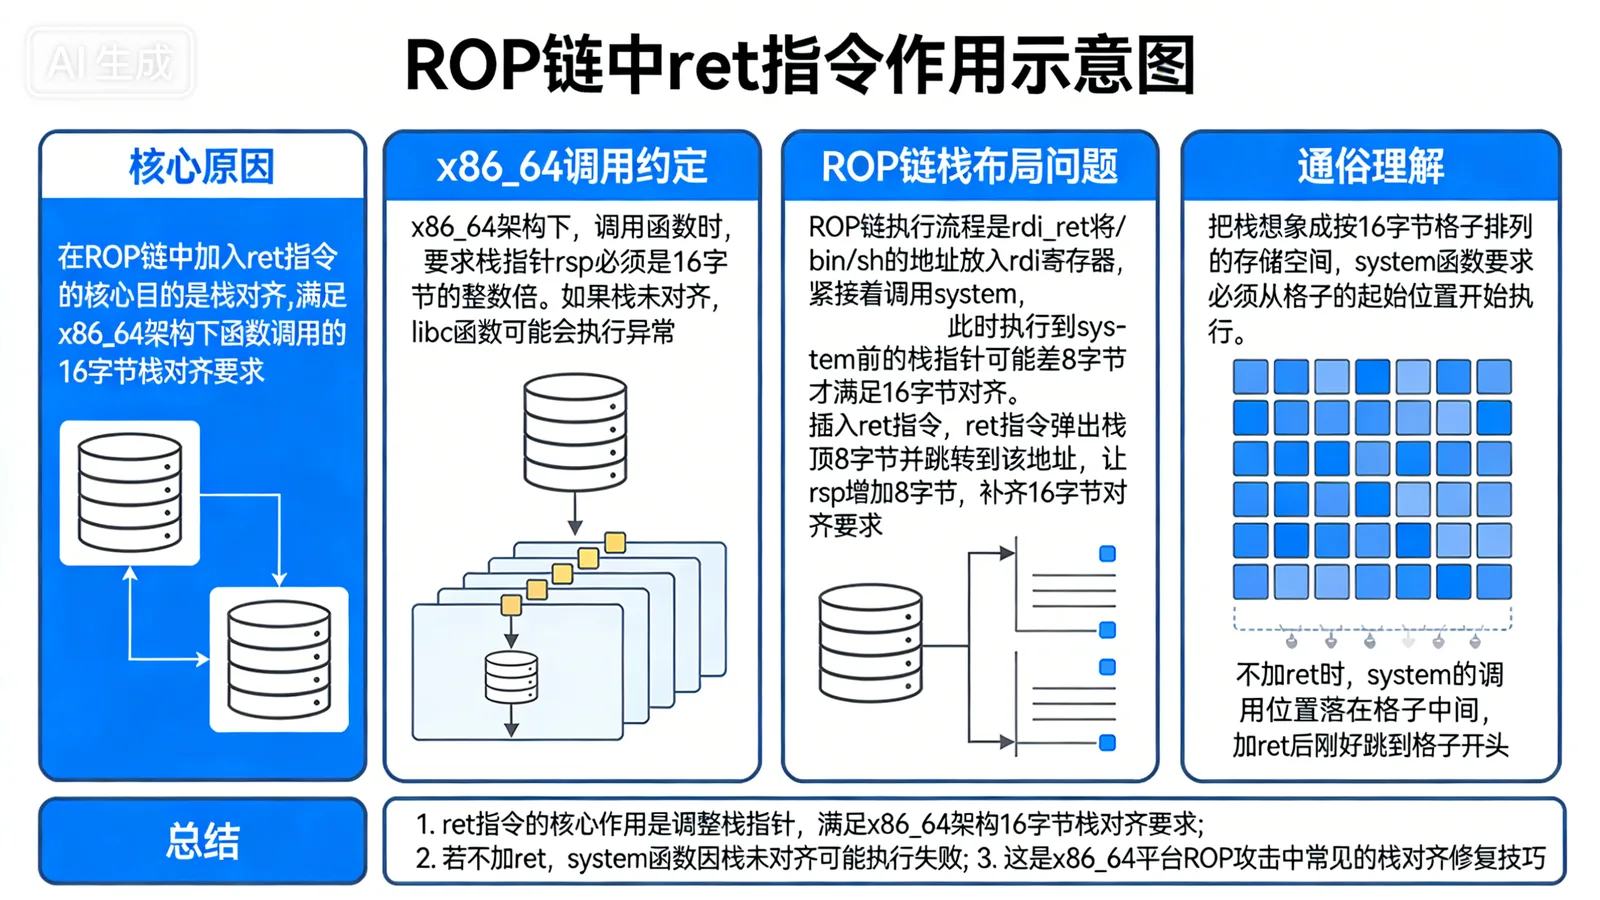 AI 生成
ROP链中ret指令作用示意图
核心原因
在ROP链中加入ret指令
的核心目的是栈对齐,满足
x86_64架构下函数调用的
16字节栈对齐要求
x86_64调用约定
x86_64架构下，调用函数时，
要求栈指针rsp必须是16字
节的整数倍。如果栈未对齐，
libc函数可能会执行异常
ROP链栈布局问题
ROP链执行流程是rdi_ret将/
bin/sh的地址放入rdi寄存器，
紧接着调用system，
此时执行到sys-
tem前的栈指针可能差8字节
才满足16字节对齐。
插入ret指令，ret指令弹出栈
顶8字节并跳转到该地址，让
rsp增加8字节，补齐16字节对
齐要求
通俗理解
把栈想象成按16字节格子排列
的存储空间，system函数要求
必须从格子的起始位置开始执
行。
不加ret时，system的调
用位置落在格子中间，
加ret后刚好跳到格子开头
总结
1. ret指令的核心作用是调整栈指针，满足x86_64架构16字节栈对齐要求;
2. 若不加ret，system函数因栈未对齐可能执行失败; 3. 这是x86_64平台ROP攻击中常见的栈对齐修复技巧